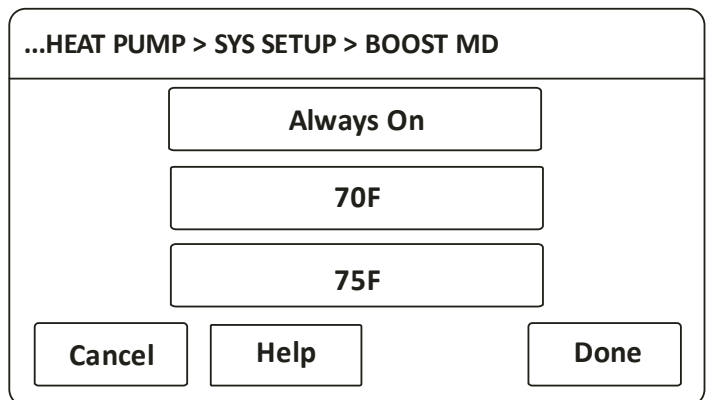 ...HEAT PUMP > SYS SETUP > BOOST MD
Always On
70F
75F
Cancel Help Done